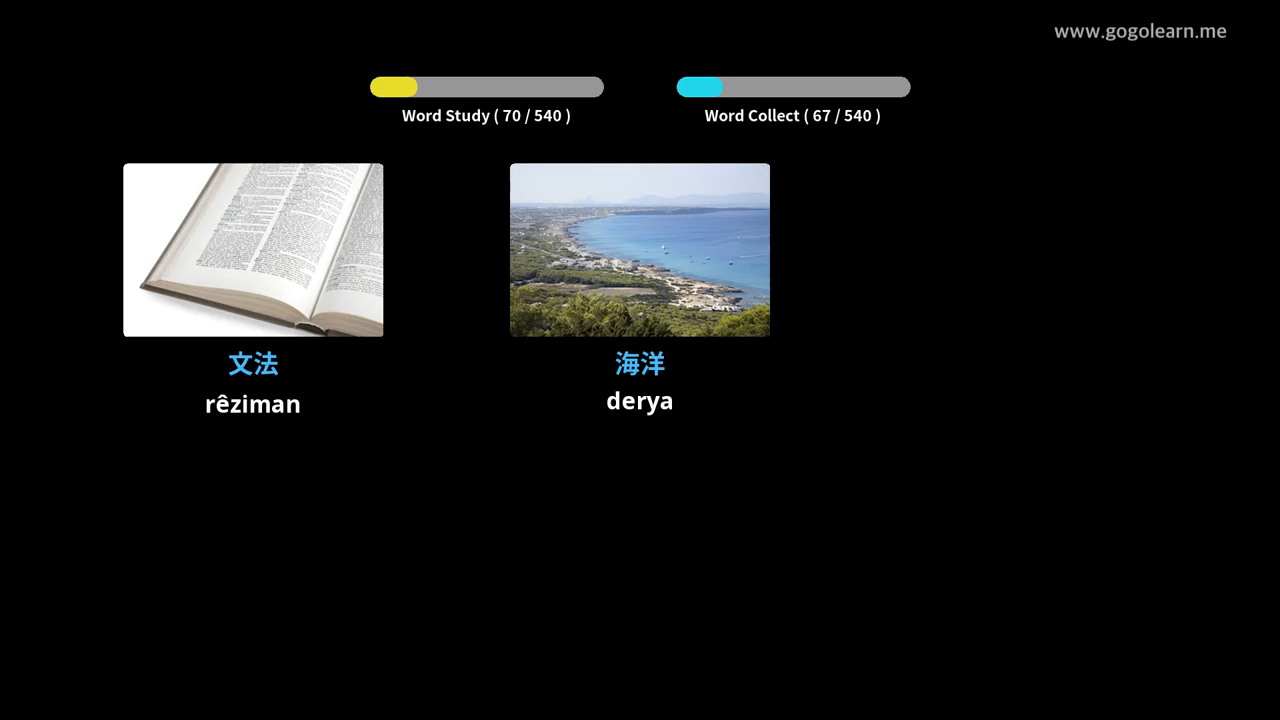 www.gogolearn.me
Word Study ( 70 / 540 )
Word Collect ( 67 / 540 )
文法
rêziman
海洋
derya